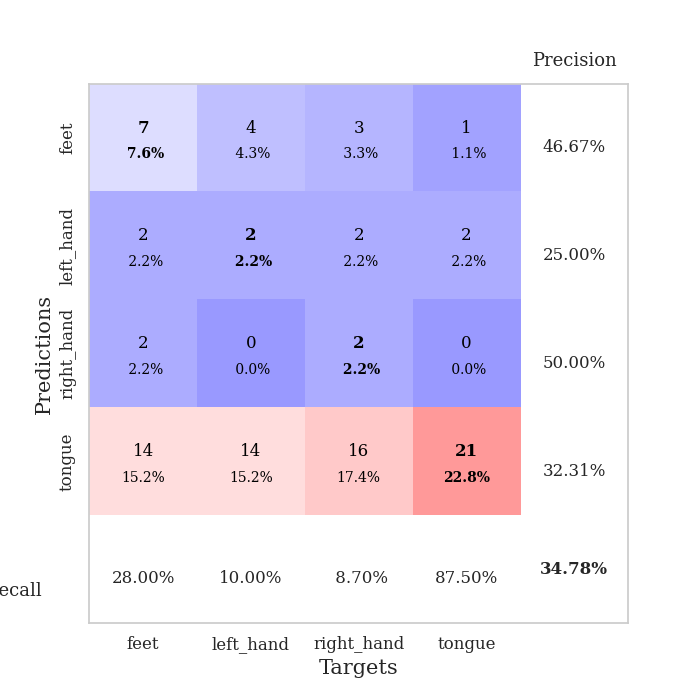 Precision
feet
7 4 3 1
7.6% 4.3% 3.3% 1.1%
46.67%
left_hand
2 2 2 2
2.2% 2.2% 2.2% 2.2%
25.00%
Predictions
right_hand
2 0 2 0
2.2% 0.0% 2.2% 0.0%
50.00%
tongue
14 14 16 21
15.2% 15.2% 17.4% 22.8%
32.31%
ecall
28.00% 10.00% 8.70% 87.50%
34.78%
feet left_hand right_hand tongue
Targets